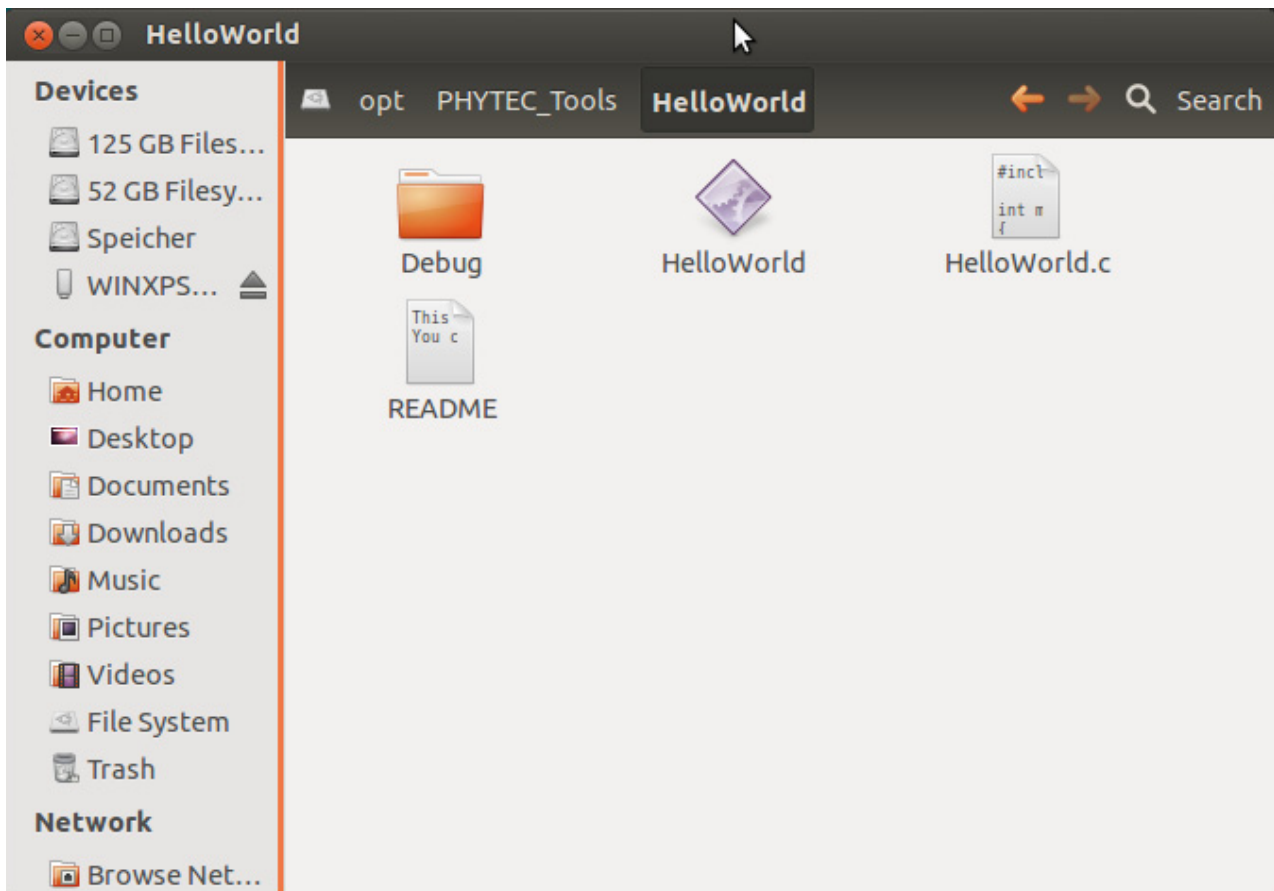 HelloWorld
Devices
125 GB Files...
52 GB Filesy...
Speicher
WINXPS...
Computer
Home
Desktop
Documents
Downloads
Music
Pictures
Videos
File System
Trash
Network
Browse Net...
opt PHYTEC_Tools HelloWorld Search
Debug HelloWorld HelloWorld.c
#incl
int m
{
This
You c
README